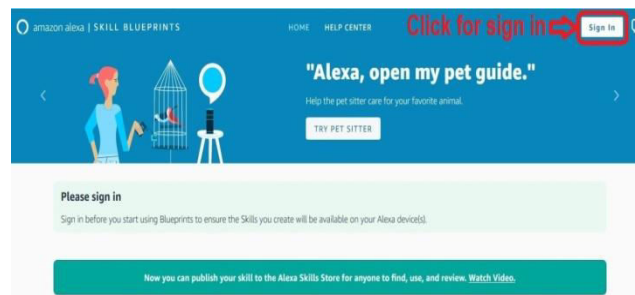 amazon alexa | SKILL BLUEPRINTS
HOME HELP CENTER
Click for sign in
Sign In
"Alexa, open my pet guide."
Help the pet sitter care for your favorite animal.
TRY PET SITTER
Please sign in
Sign in before you start using Blueprints to ensure the Skills you create will be available on your Alexa device(s).
Now you can publish your skill to the Alexa Skills Store for anyone to find, use, and review. Watch Video.